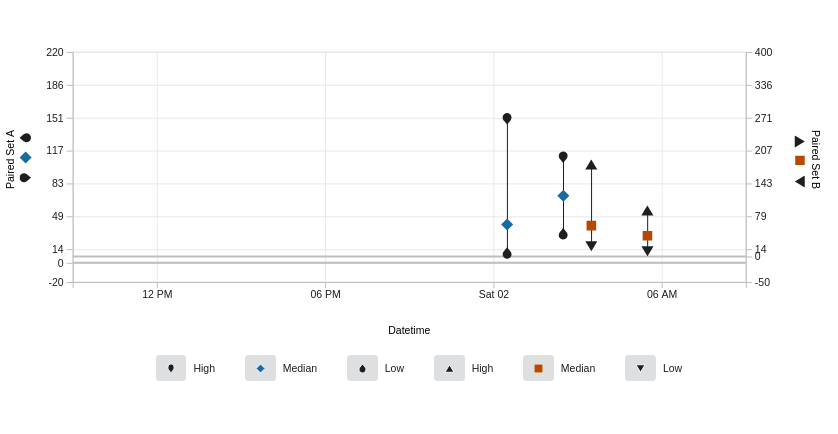 220
186
151
117
83
49
14
0
-20
Paired Set A
400
336
271
207
143
79
14
0
-50
Paired Set B
12 PM
06 PM
Sat 02
06 AM
Datetime
High
Median
Low
High
Median
Low